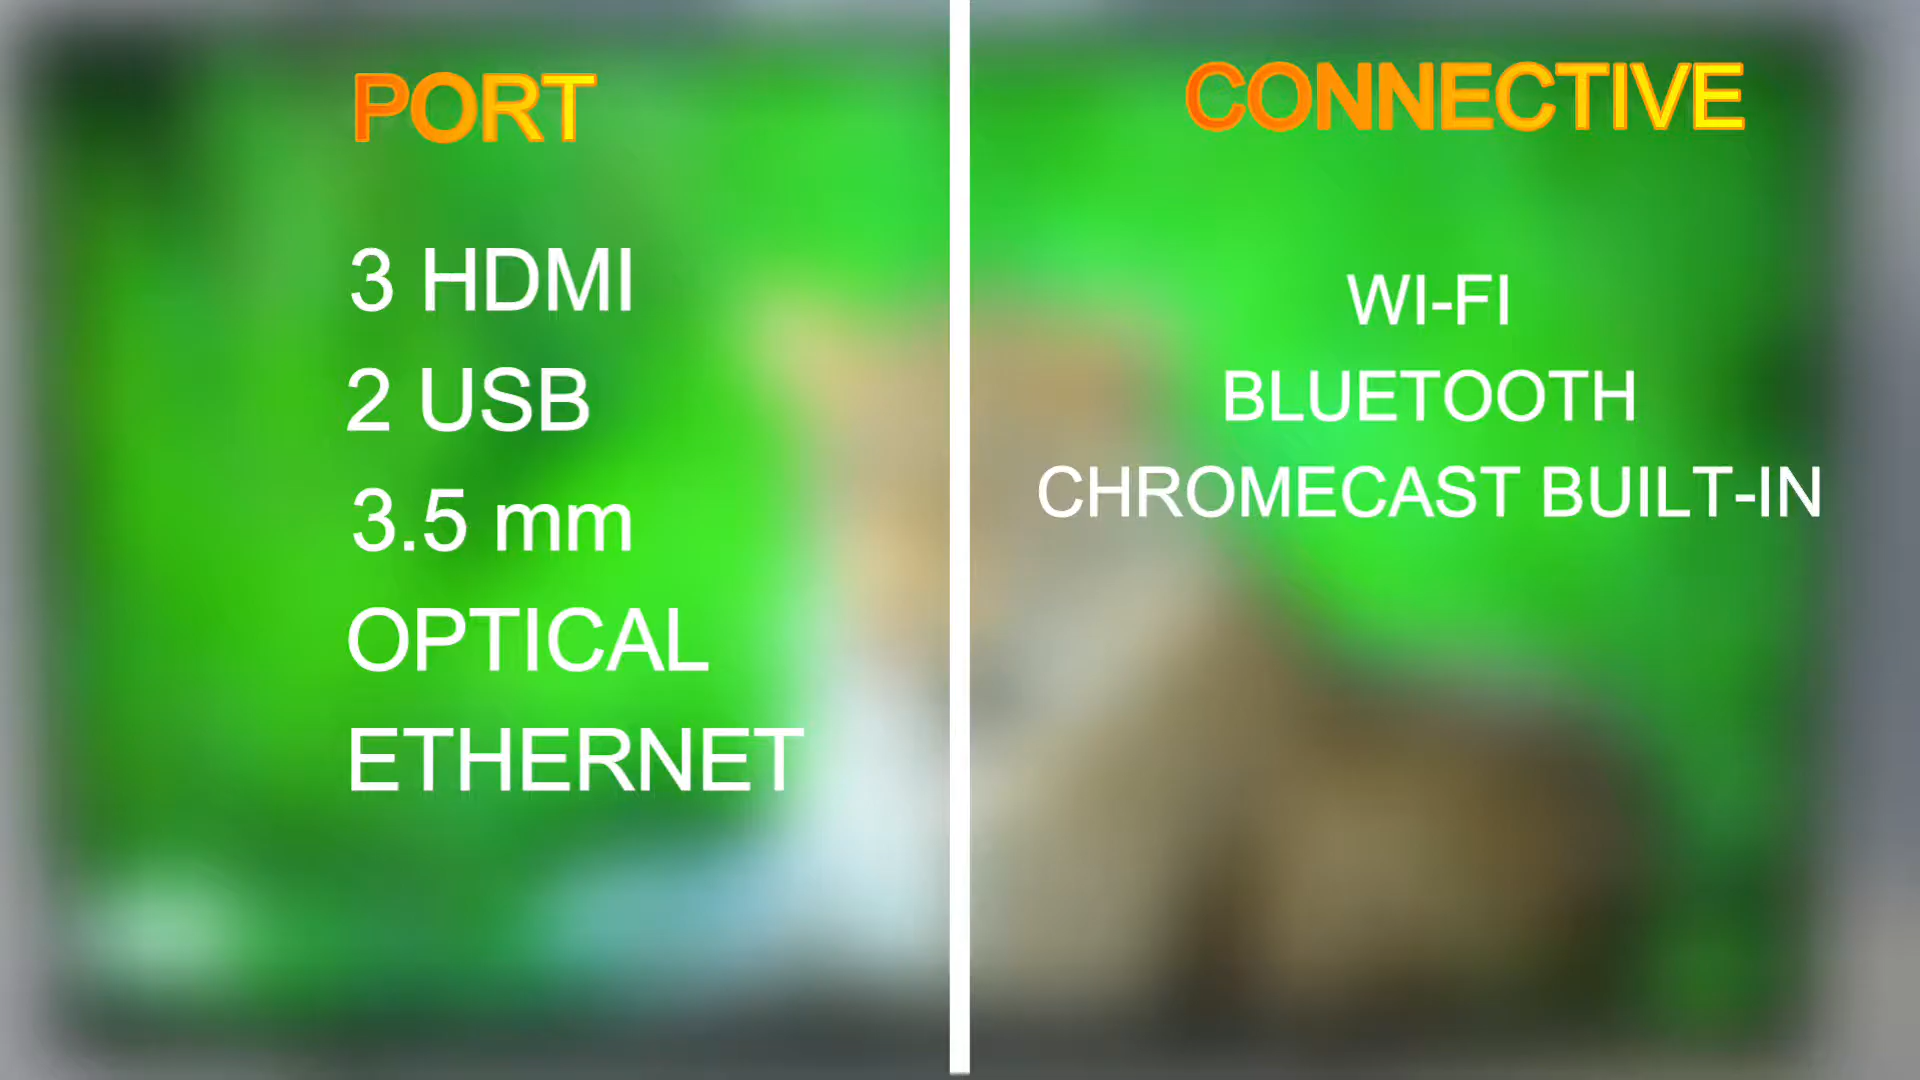 PORT
3 HDMI
2 USB
3.5 mm
OPTICAL
ETHERNET
CONNECTIVE
WI-FI
BLUETOOTH
CHROMECAST BUILT-IN